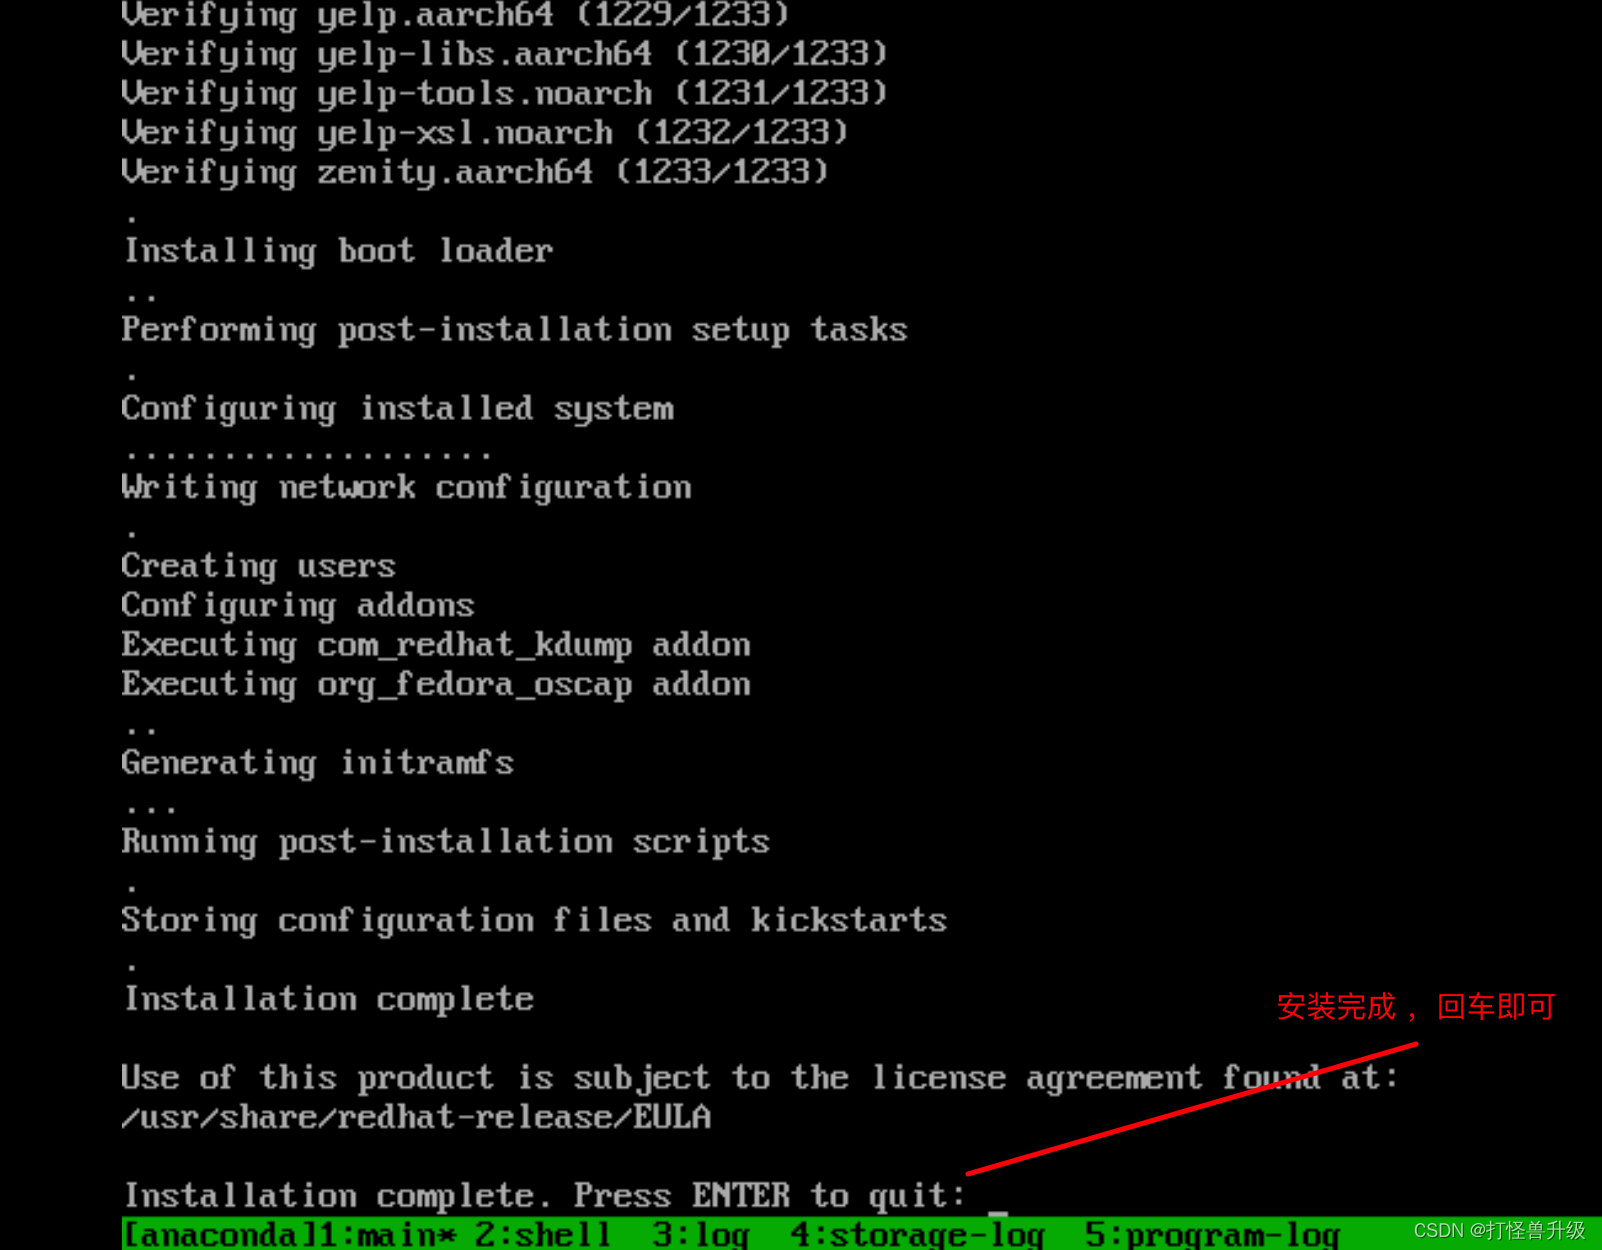 Verifying yelp.aarch64 (1229/1233)
Verifying yelp-libs.aarch64 (1230/1233)
Verifying yelp-tools.noarch (1231/1233)
Verifying yelp-xsl.noarch (1232/1233)
Verifying zenity.aarch64 (1233/1233)
.
Installing boot loader
..
Performing post-installation setup tasks
.
Configuring installed system
...................
Writing network configuration
.
Creating users
Configuring addons
Executing com_redhat_kdump addon
Executing org_fedora_oscap addon
..
Generating initramfs
...
Running post-installation scripts
.
Storing configuration files and kickstarts
.
Installation complete
安装完成，回车即可
Use of this product is subject to the license agreement found at:
/usr/share/redhat-release/EULA
Installation complete. Press ENTER to quit: _
[anaconda]1:main* 2:shell  3:log  4:storage-log  5:program-log
CSDN @打怪兽升级